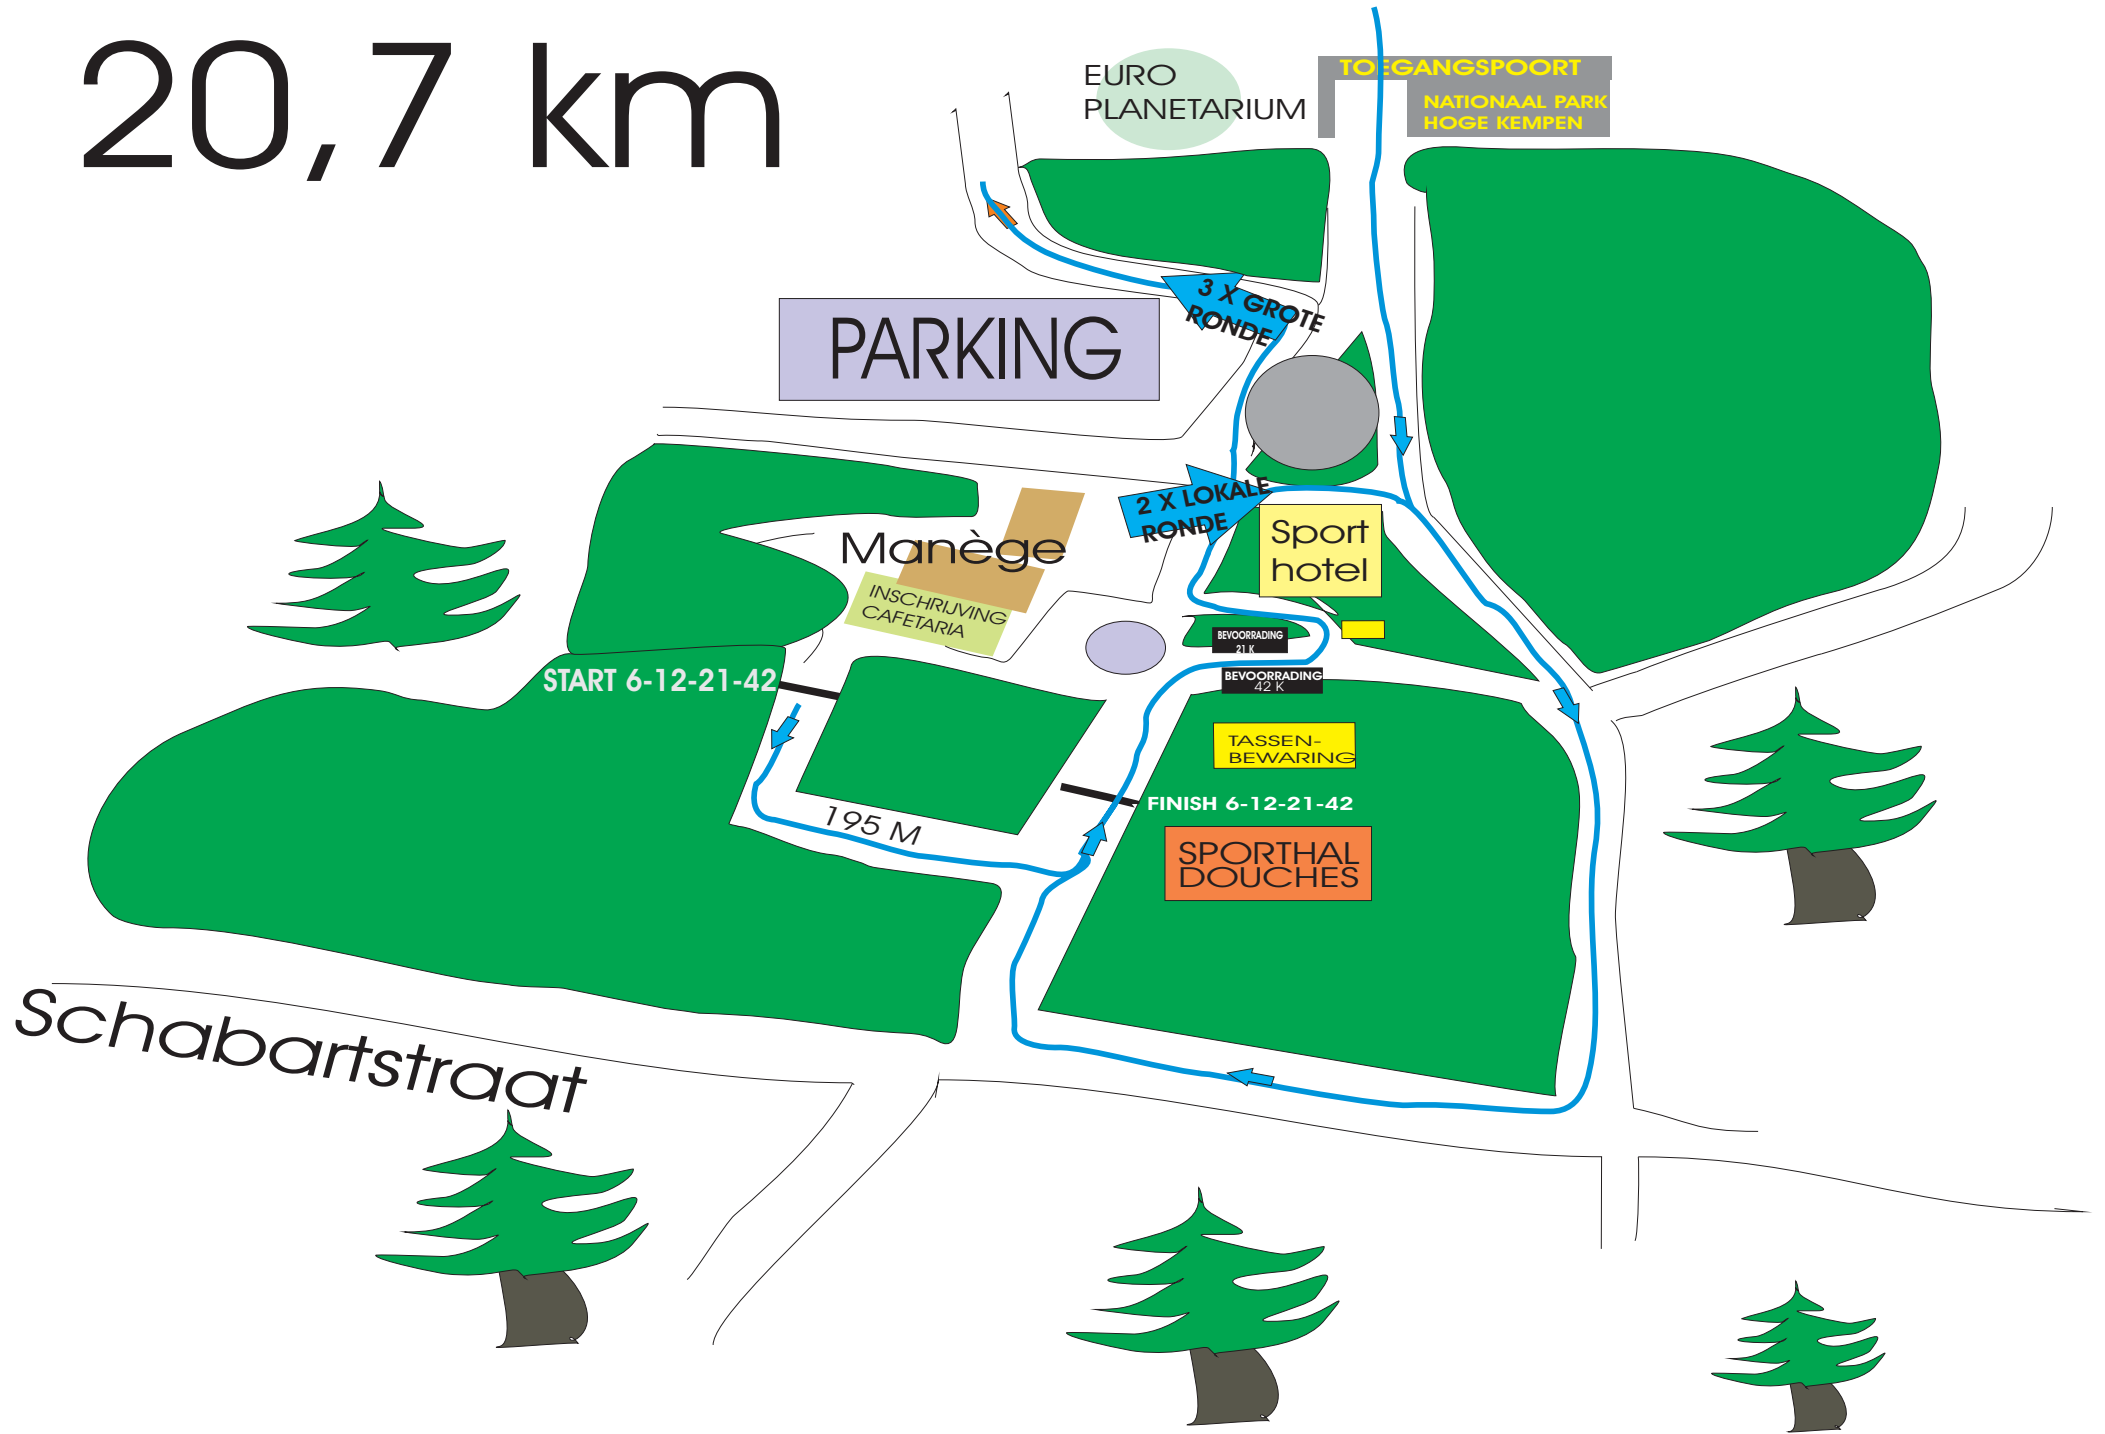 20,7 km
EURO
PLANETARIUM
TOEGANGSPOORT
NATIONAAL PARK
HOGE KEMPEN
3 X GROTE
RONDE
PARKING
2 X LOKALE
RONDE
Sport
hotel
Manège
INSCHRIJVING
CAFETARIA
BEVOORRADING
21 K
BEVOORRADING
42 K
START 6-12-21-42
TASSEN-
BEWARING
FINISH 6-12-21-42
195 M
SPORTHAL
DOUCHES
Schabartstraat